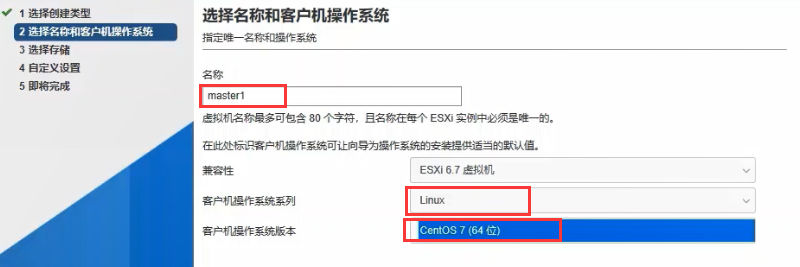 1 选择创建类型
2 选择名称和客户机操作系统
3 选择存储
4 自定义设置
5 即将完成
选择名称和客户机操作系统
指定唯一名称和操作系统
名称
master1
虚拟机名称最多可包含 80 个字符，且名称在每个 ESXi 实例中必须是唯一的。
在此处标识客户机操作系统可让向导为操作系统的安装提供适当的默认值。
兼容性 ESXi 6.7 虚拟机
客户机操作系统系列 Linux
客户机操作系统版本 CentOS 7 (64 位)